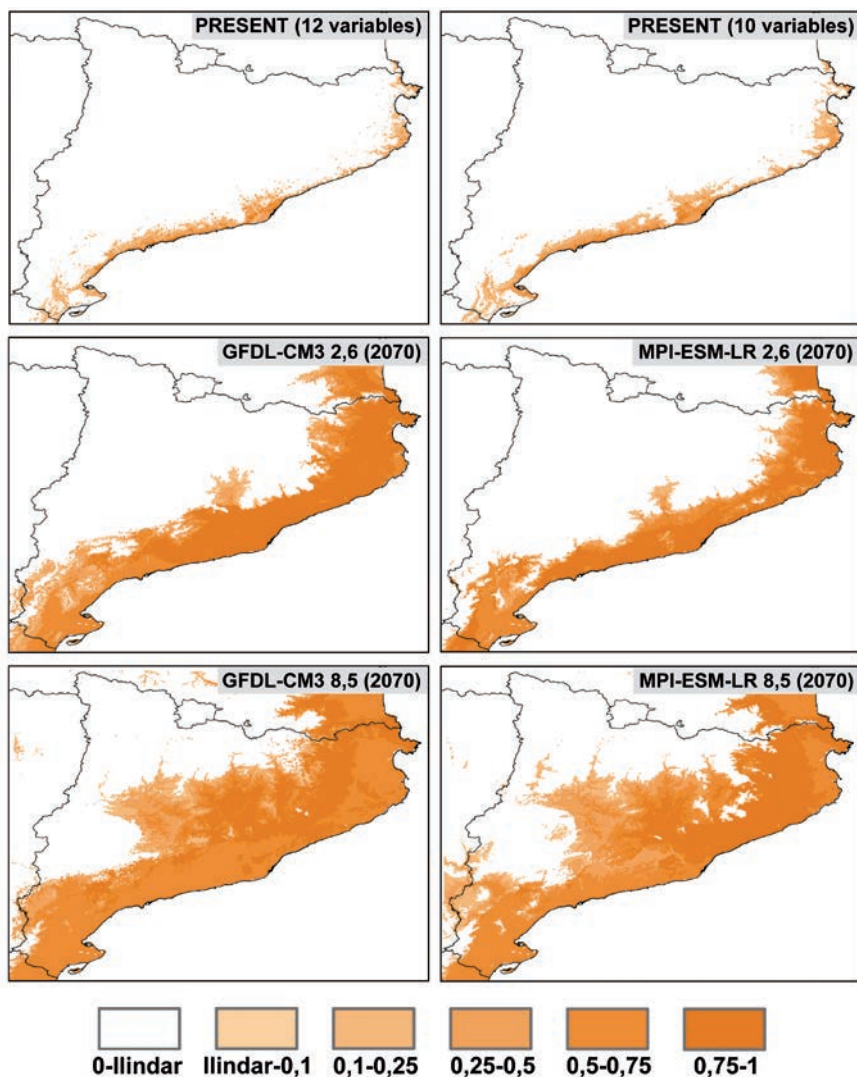 PRESENT (12 variables)
PRESENT (10 variables)
GFDL-CM3 2,6 (2070)
MPI-ESM-LR 2,6 (2070)
GFDL-CM3 8,5 (2070)
MPI-ESM-LR 8,5 (2070)
0-llindar
llindar-0,1
0,1-0,25
0,25-0,5
0,5-0,75
0,75-1